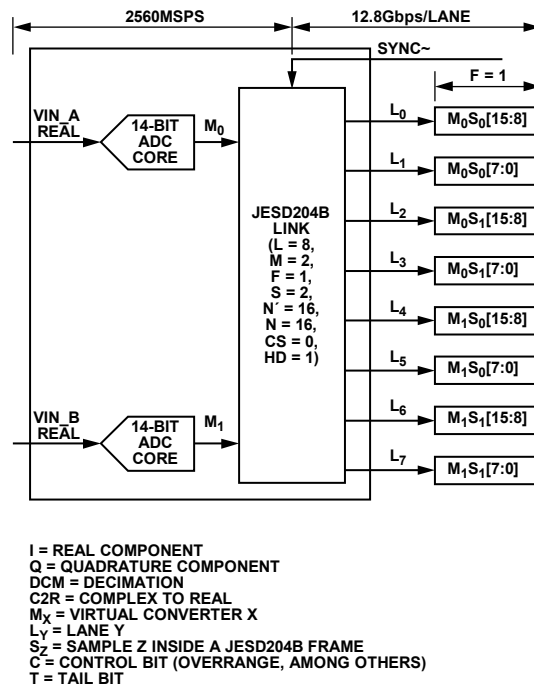 2560MSPS
12.8Gbps/LANE
SYNC~
F = 1
VIN_A
REAL
14-BIT
ADC
CORE
M0
VIN_B
REAL
14-BIT
ADC
CORE
M1
JESD204B
LINK
(L = 8,
M = 2,
F = 1,
S = 2,
N´ = 16,
N = 16,
CS = 0,
HD = 1)
L0
M0S0[15:8]
L1
M0S0[7:0]
L2
M0S1[15:8]
L3
M0S1[7:0]
L4
M1S0[15:8]
L5
M1S0[7:0]
L6
M1S1[15:8]
L7
M1S1[7:0]
I = REAL COMPONENT
Q = QUADRATURE COMPONENT
DCM = DECIMATION
C2R = COMPLEX TO REAL
MX = VIRTUAL CONVERTER X
LY = LANE Y
SZ = SAMPLE Z INSIDE A JESD204B FRAME
C = CONTROL BIT (OVERRANGE, AMONG OTHERS)
T = TAIL BIT